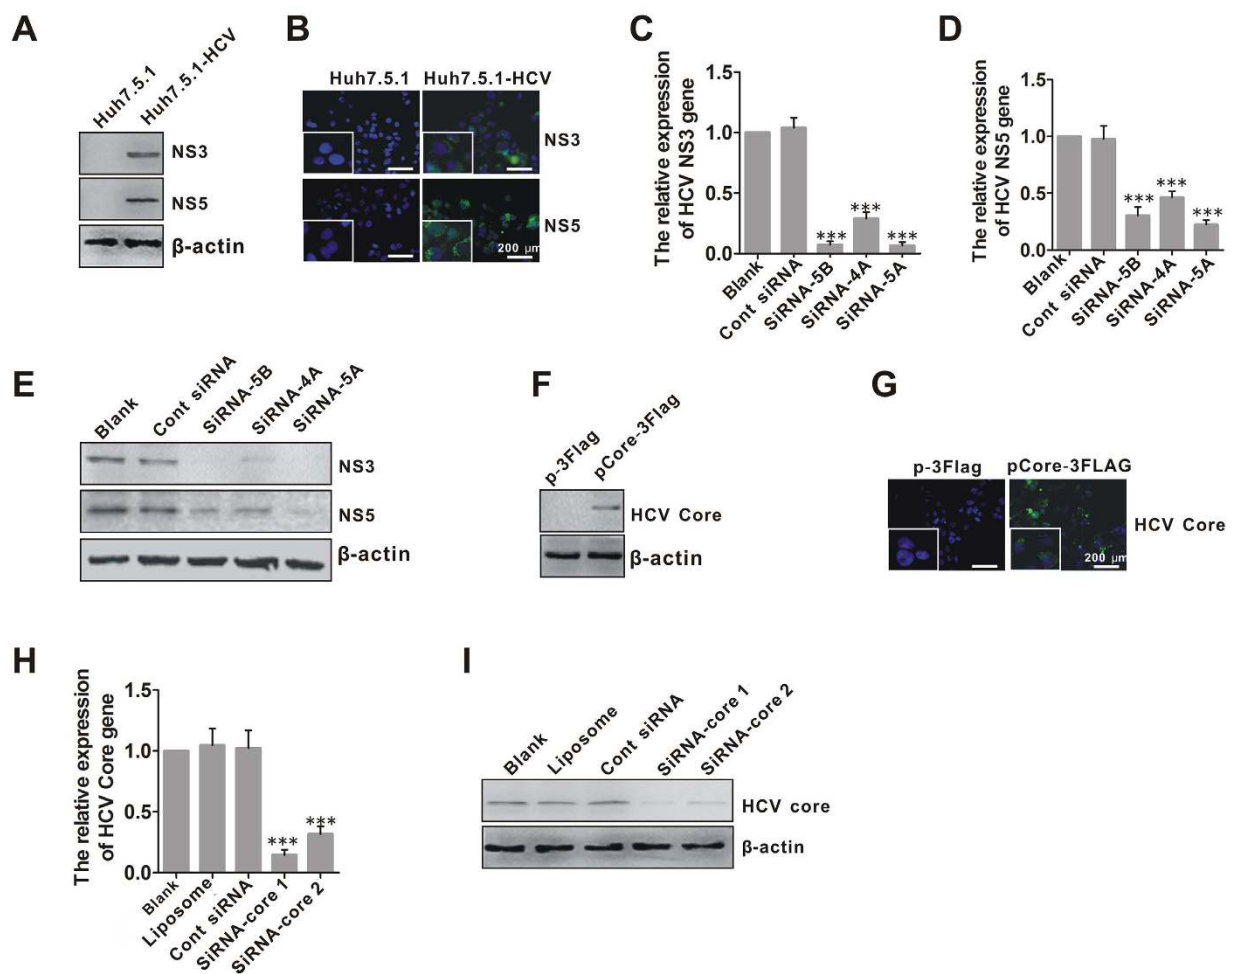 A
Huh7.5.1
Huh7.5.1-HCV
NS3
NS5
β-actin
B
Huh7.5.1
Huh7.5.1-HCV
NS3
NS5
200 μm
C
The relative expression
of HCV NS3 gene
1.5
1.0
0.5
0.0
***
***
***
Blank
Cont siRNA
SiRNA-5B
SiRNA-4A
SiRNA-5A
D
The relative expression
of HCV NS5 gene
1.5
1.0
0.5
0.0
***
***
***
Blank
Cont siRNA
SiRNA-5B
SiRNA-4A
SiRNA-5A
E
Blank
Cont siRNA
SiRNA-5B
SiRNA-4A
SiRNA-5A
NS3
NS5
β-actin
F
p-3Flag
pCore-3Flag
HCV Core
β-actin
G
p-3Flag
pCore-3FLAG
HCV Core
200 μm
H
The relative expression
of HCV Core gene
1.5
1.0
0.5
0.0
***
***
Blank
Liposome
Cont siRNA
SiRNA-core 1
SiRNA-core 2
I
Blank
Liposome
Cont siRNA
SiRNA-core 1
SiRNA-core 2
HCV core
β-actin